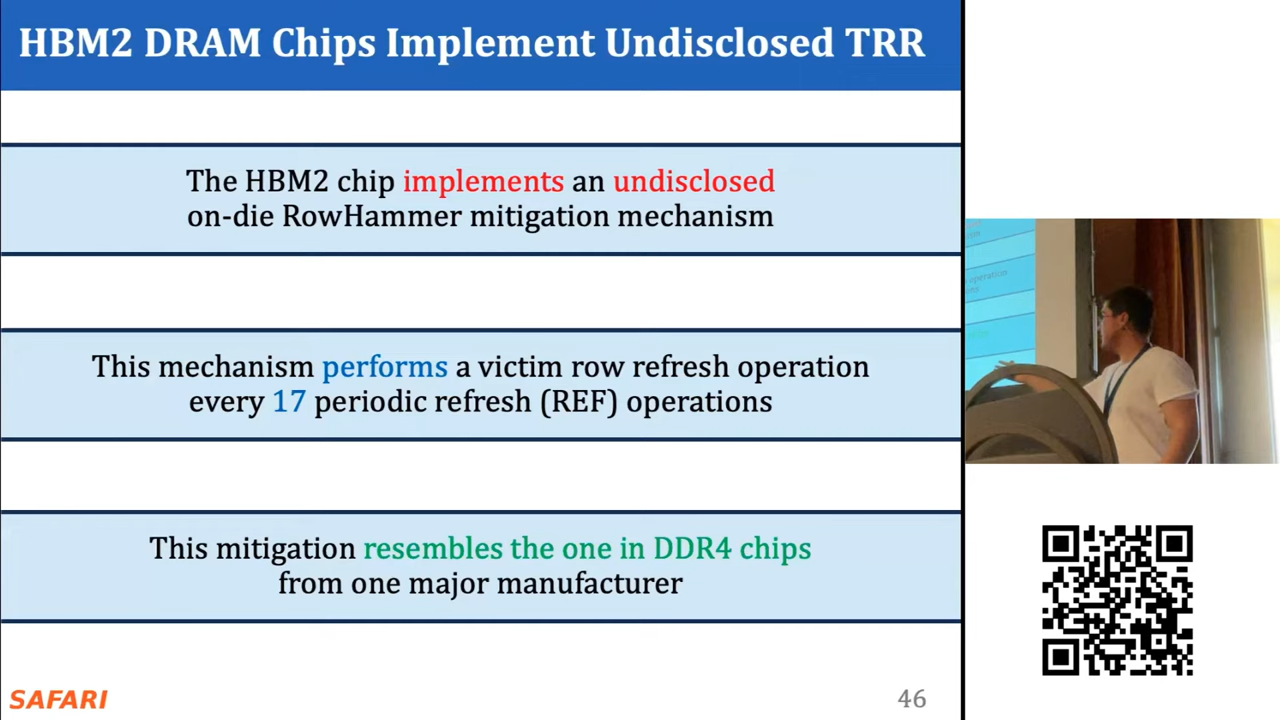 HBM2 DRAM Chips Implement Undisclosed TRR
The HBM2 chip implements an undisclosed
on-die RowHammer mitigation mechanism
This mechanism performs a victim row refresh operation
every 17 periodic refresh (REF) operations
This mitigation resembles the one in DDR4 chips
from one major manufacturer
SAFARI
46
operation